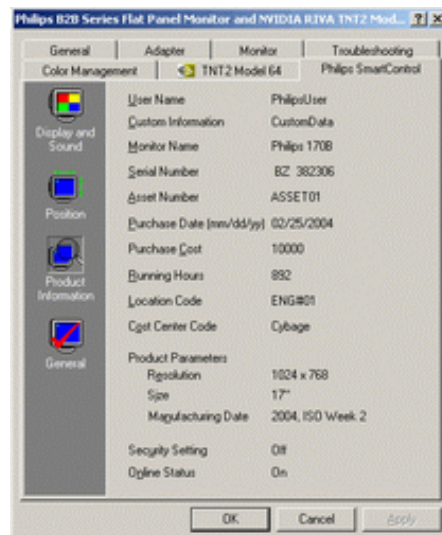 Philips B2B Series Flat Panel Monitor and NVIDIA RIVA TNT2 Mod...
General Adapter Monitor Troubleshooting
Color Management TNT2 Model 64 Philips SmartControl
Display and Sound
Position
Product Information
General
User Name PhilipsUser
Custom Information CustomData
Monitor Name Philips 170B
Serial Number BZ 382306
Asset Number ASSET01
Purchase Date (mm/dd/yy) 02/25/2004
Purchase Cost 10000
Running Hours 892
Location Code ENG#01
Cost Center Code Cybage
Product Parameters
Resolution 1024 x 768
Size 17"
Manufacturing Date 2004, ISO Week 2
Security Setting Off
Online Status On
OK Cancel Apply